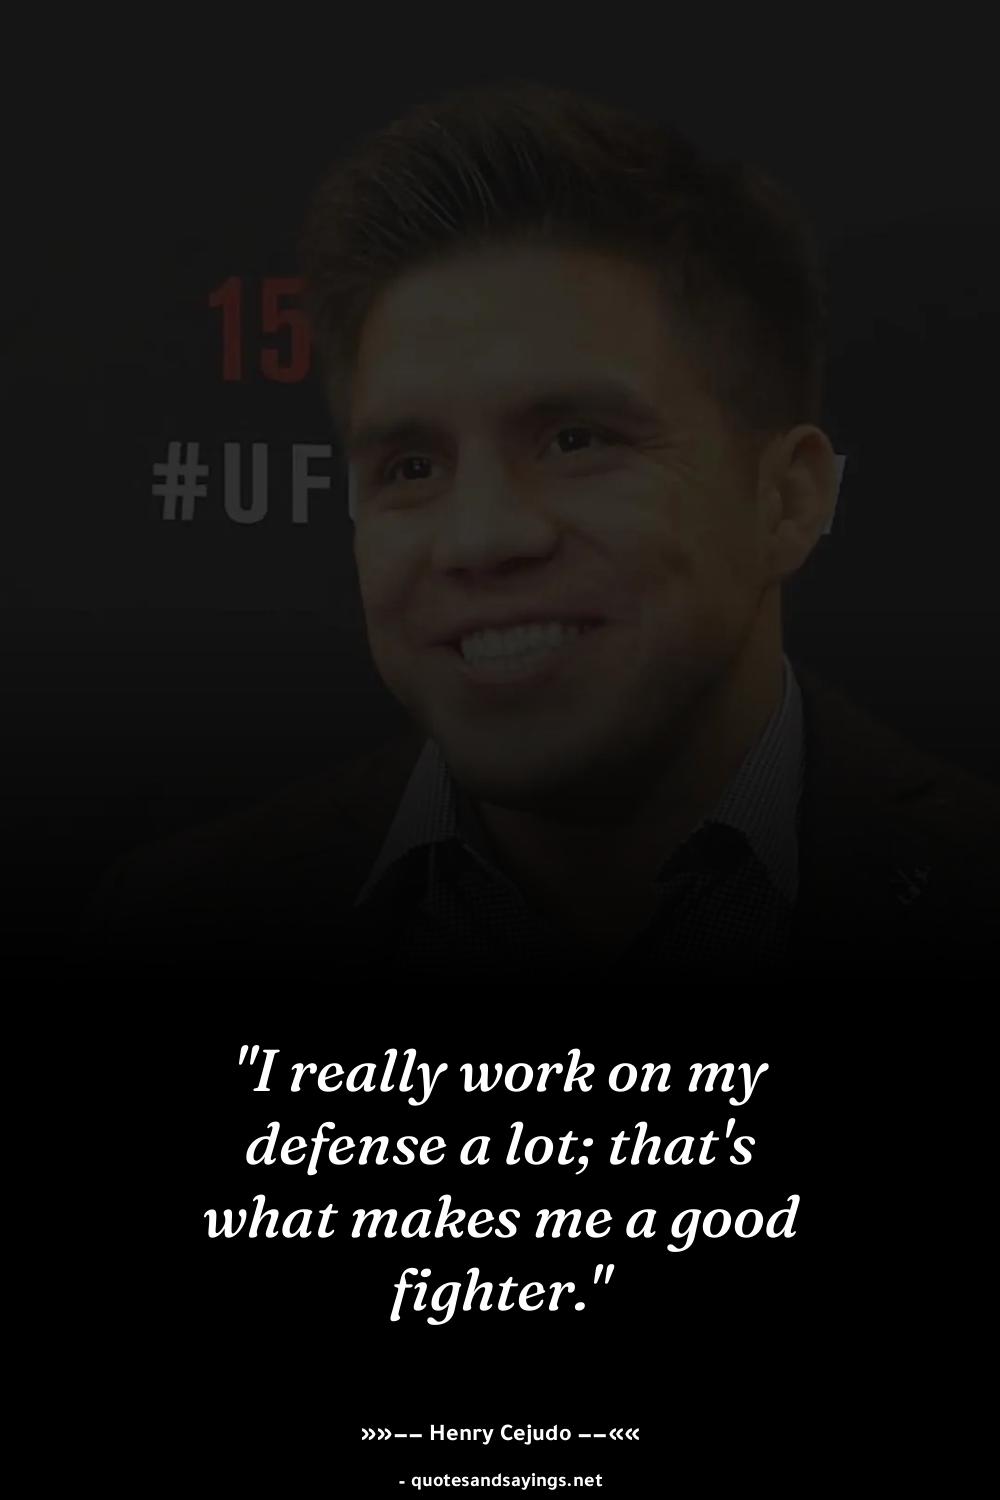 15
#UF
"I really work on my
defense a lot; that's
what makes me a good
fighter."
»»–– Henry Cejudo ––««
- quotesandsayings.net